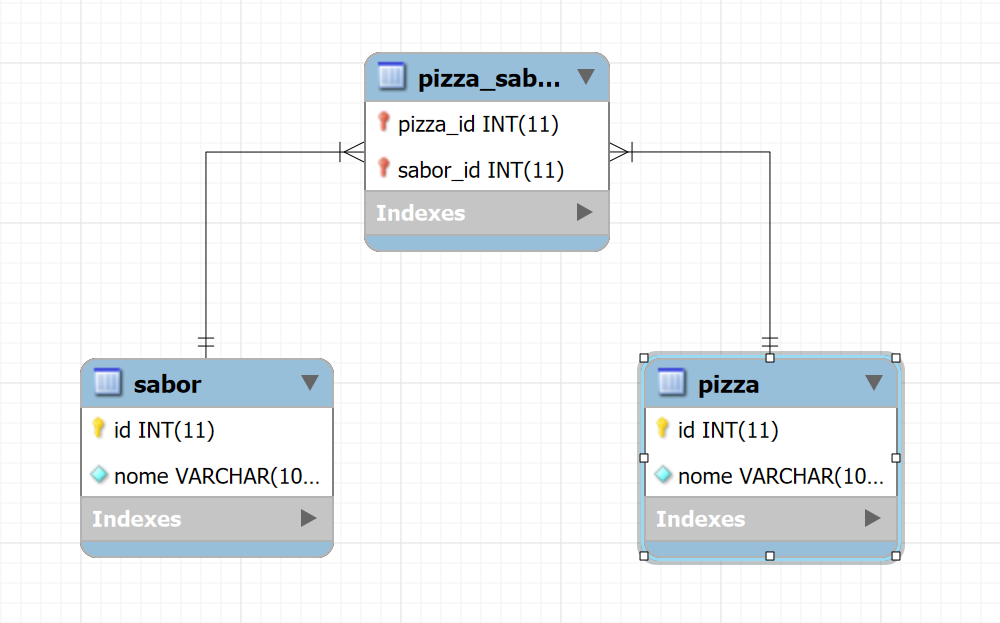 pizza_sab...
pizza_id INT(11)
sabor_id INT(11)
Indexes
sabor
id INT(11)
nome VARCHAR(10...
Indexes
pizza
id INT(11)
nome VARCHAR(10...
Indexes